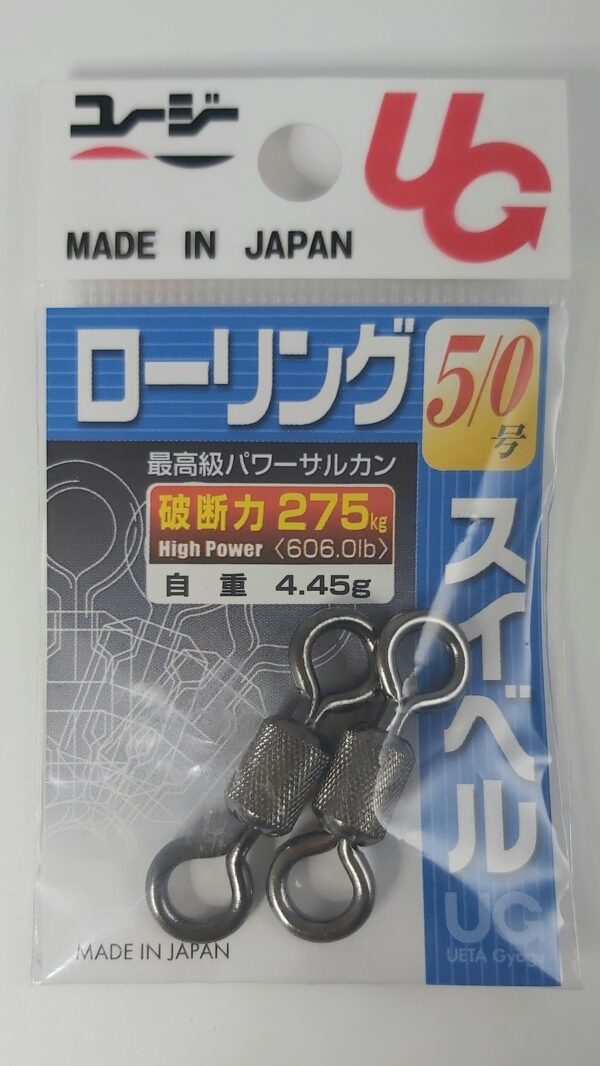 ユージー
UG
MADE IN JAPAN
ローリング
5/0
号
最高級パワーサルカン
破断力 275kg
High Power 〈606.0lb〉
自重 4.45g
スイベル
UG
UETA Gyogu
MADE IN JAPAN